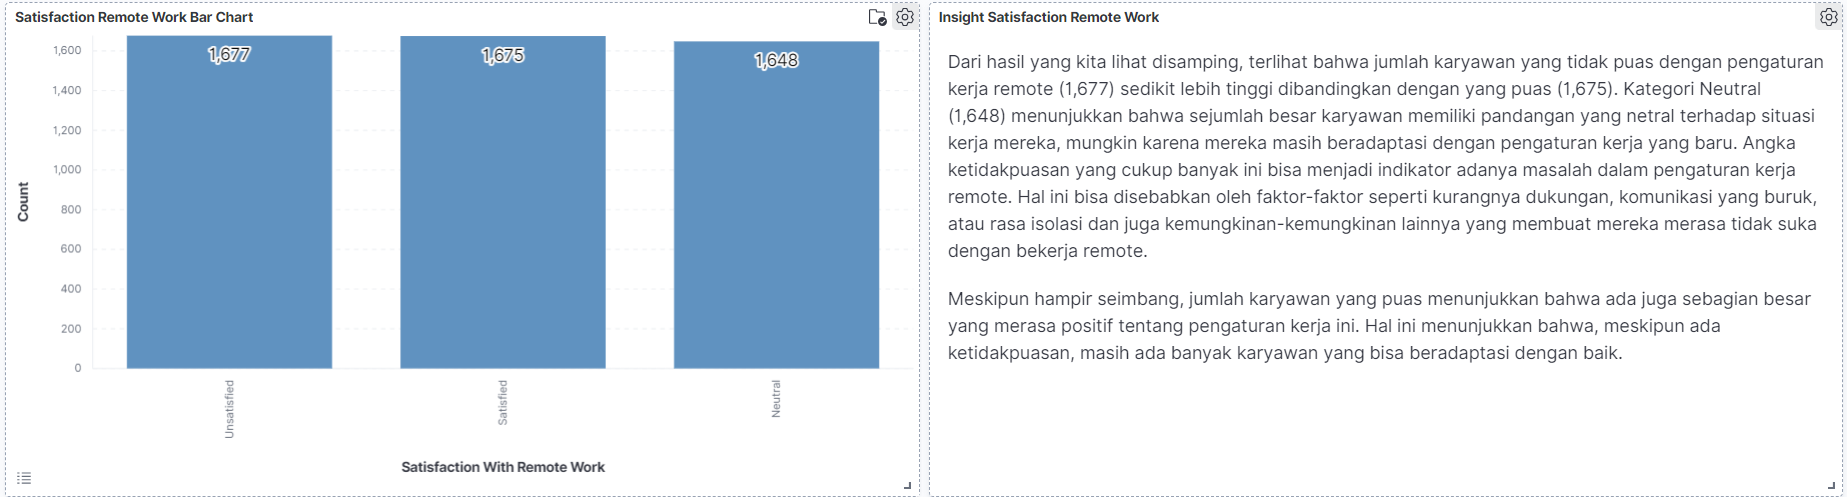 Satisfaction Remote Work Bar Chart
1,600
1,400
1,200
1,000
800
600
400
200
0
Count
1,677
1,675
1,648
Unsatisfied
Satisfied
Neutral
Satisfaction With Remote Work
Insight Satisfaction Remote Work
Dari hasil yang kita lihat disamping, terlihat bahwa jumlah karyawan yang tidak puas dengan pengaturan
kerja remote (1,677) sedikit lebih tinggi dibandingkan dengan yang puas (1,675). Kategori Neutral
(1,648) menunjukkan bahwa sejumlah besar karyawan memiliki pandangan yang netral terhadap situasi
kerja mereka, mungkin karena mereka masih beradaptasi dengan pengaturan kerja yang baru. Angka
ketidakpuasan yang cukup banyak ini bisa menjadi indikator adanya masalah dalam pengaturan kerja
remote. Hal ini bisa disebabkan oleh faktor-faktor seperti kurangnya dukungan, komunikasi yang buruk,
atau rasa isolasi dan juga kemungkinan-kemungkinan lainnya yang membuat mereka merasa tidak suka
dengan bekerja remote.
Meskipun hampir seimbang, jumlah karyawan yang puas menunjukkan bahwa ada juga sebagian besar
yang merasa positif tentang pengaturan kerja ini. Hal ini menunjukkan bahwa, meskipun ada
ketidakpuasan, masih ada banyak karyawan yang bisa beradaptasi dengan baik.